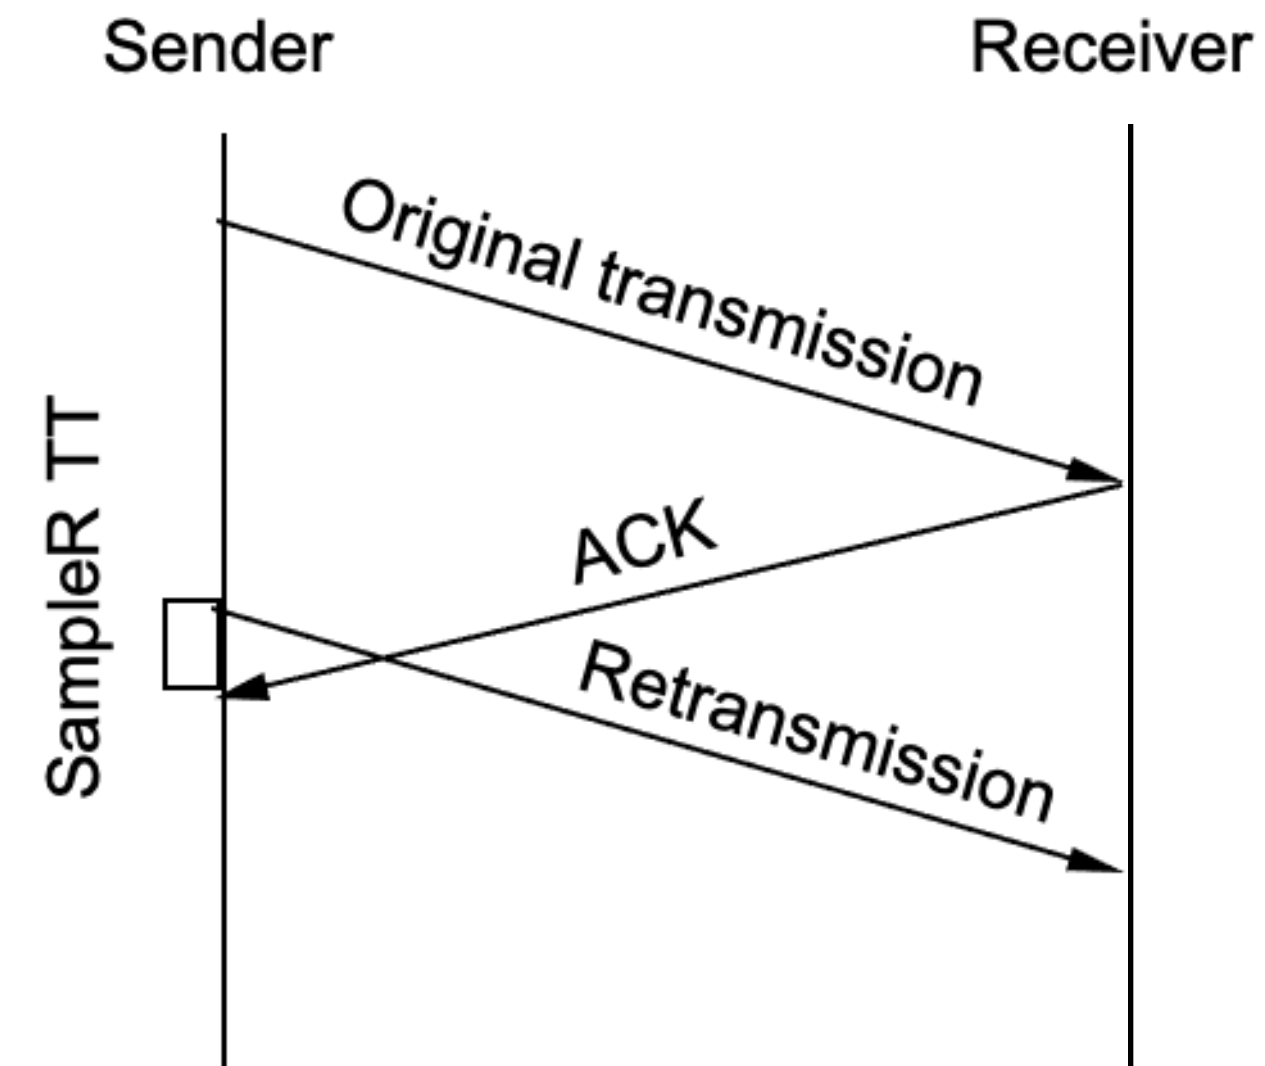 Sender
Receiver
Original transmission
ACK
SampleR TT
Retransmission